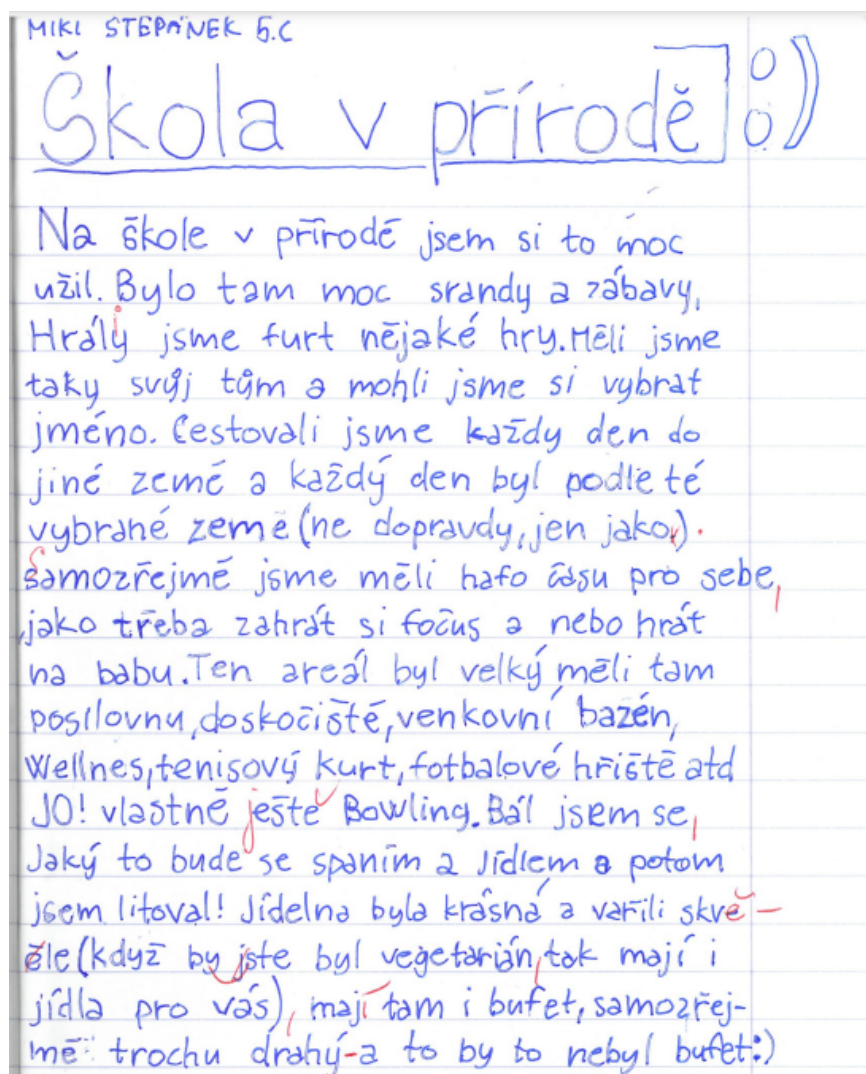 MIKI ŠTĚPÁNEK 5.C
Škola v přírodě :)
Na škole v přírodě jsem si to moc
užil. Bylo tam moc srandy a zábavy,
Hrály jsme furt nějaké hry. Měli jsme
taky svůj tým a mohli jsme si vybrat
jméno. Cestovali jsme každy den do
jiné země a každý den byl podle té
vybrané země (ne dopravdy, jen jako).
Samozřejmě jsme měli hafo času pro sebe,
jako třeba zahrát si focus a nebo hrát
na babu. Ten areál byl velký měli tam
posilovnu, doskočiště, venkovní bazén,
Wellnes, tenisový kurt, fotbalové hřiště atd
JO! vlastně ještě Bowling. Bál jsem se,
Jaký to bude se spaním a Jídlem a potom
jsem litoval! Jídelna byla krásná a vařili skvě-
ěle (když by jste byl vegetarián, tak mají i
jídla pro vás), mají tam i bufet, samozřej-
mě trochu drahý-a to by to nebyl bufet:)